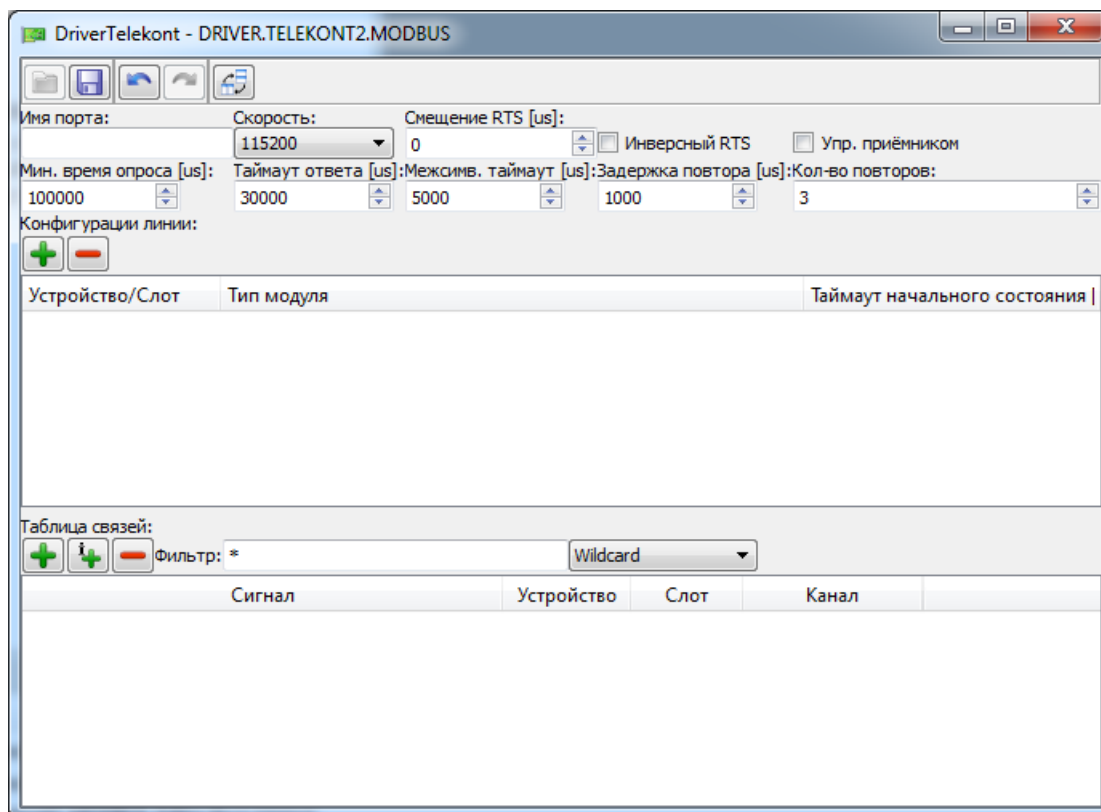 DriverTelekont - DRIVER.TELEKONT2.MODBUS
Имя порта: Скорость: Смещение RTS [us]:
115200 0 Инверсный RTS Упр. приёмником
Мин. время опроса [us]: Таймаут ответа [us]: Межсимв. таймаут [us]: Задержка повтора [us]: Кол-во повторов:
100000 30000 5000 1000 3
Конфигурации линии:
Устройство/Слот Тип модуля Таймаут начального состояния |
Таблица связей:
Фильтр: * Wildcard
Сигнал Устройство Слот Канал